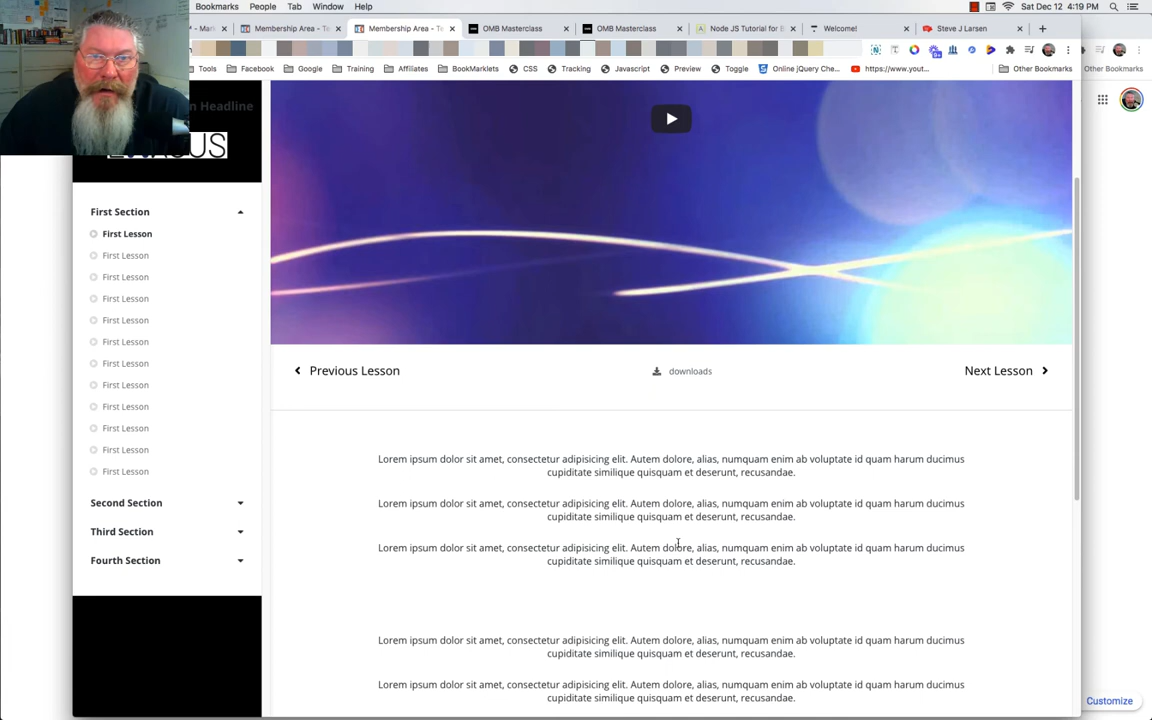 Bookmarks People Tab Window Help Sat Dec 12 4:19 PM
- Mark Membership Area - Te Membership Area - Te OMB Masterclass OMB Masterclass Node JS Tutorial for B Welcome! Steve J Larsen
Tools Facebook Google Training Affiliates BookMarklets CSS Tracking Javascript Preview Toggle Online jQuery Che... https://www.yout... Other Bookmarks Other Bookmarks
n Headline
First Section
First Lesson
First Lesson
First Lesson
First Lesson
First Lesson
First Lesson
First Lesson
First Lesson
First Lesson
First Lesson
First Lesson
First Lesson
Second Section
Third Section
Fourth Section
Previous Lesson downloads Next Lesson
Lorem ipsum dolor sit amet, consectetur adipisicing elit. Autem dolore, alias, numquam enim ab voluptate id quam harum ducimus
cupiditate similique quisquam et deserunt, recusandae.
Lorem ipsum dolor sit amet, consectetur adipisicing elit. Autem dolore, alias, numquam enim ab voluptate id quam harum ducimus
cupiditate similique quisquam et deserunt, recusandae.
Lorem ipsum dolor sit amet, consectetur adipisicing elit. Autem dolore, alias, numquam enim ab voluptate id quam harum ducimus
cupiditate similique quisquam et deserunt, recusandae.
Lorem ipsum dolor sit amet, consectetur adipisicing elit. Autem dolore, alias, numquam enim ab voluptate id quam harum ducimus
cupiditate similique quisquam et deserunt, recusandae.
Lorem ipsum dolor sit amet, consectetur adipisicing elit. Autem dolore, alias, numquam enim ab voluptate id quam harum ducimus
cupiditate similique quisquam et deserunt, recusandae.
Customize